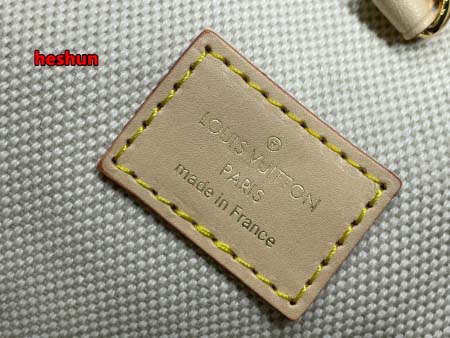 heshun
®
LOUIS VUITTON
PARIS
made in France